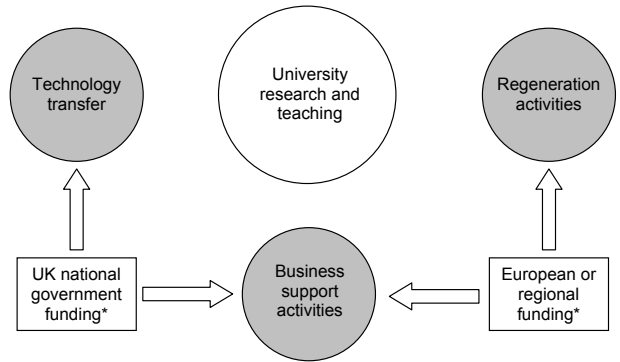 Technology
transfer
University
research and
teaching
Regeneration
activities
UK national
government
funding*
Business
support
activities
European or
regional
funding*